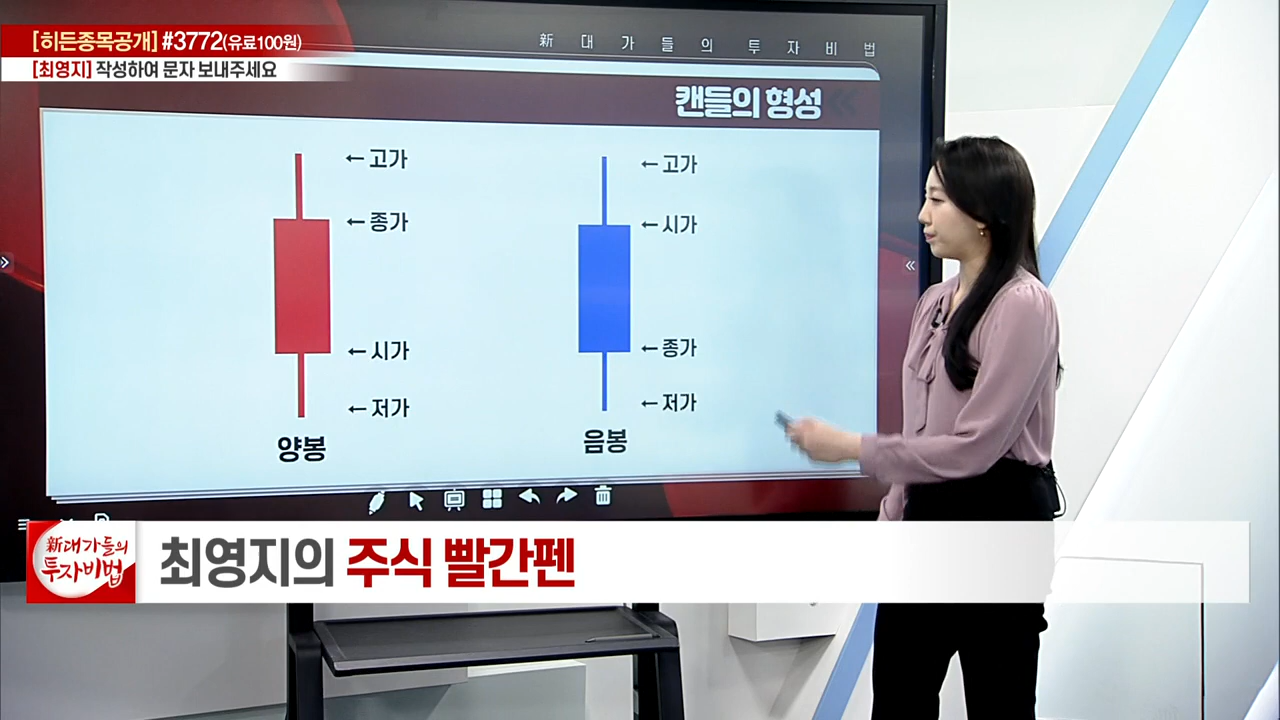 [히든종목공개] #3772(유료100원)
[최영지] 작성하여 문자 보내주세요
新 대 가 들 의 투 자 비 법
캔들의 형성
←고가
←종가
←시가
←저가
양봉
←고가
←시가
←종가
←저가
음봉
新대가들의
투자비법
최영지의 주식 빨간펜